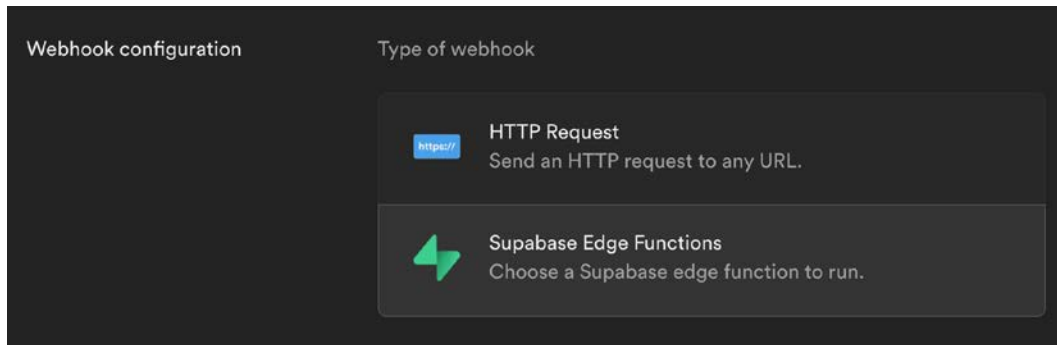 Webhook configuration
Type of webhook
https://
HTTP Request
Send an HTTP request to any URL.
Supabase Edge Functions
Choose a Supabase edge function to run.